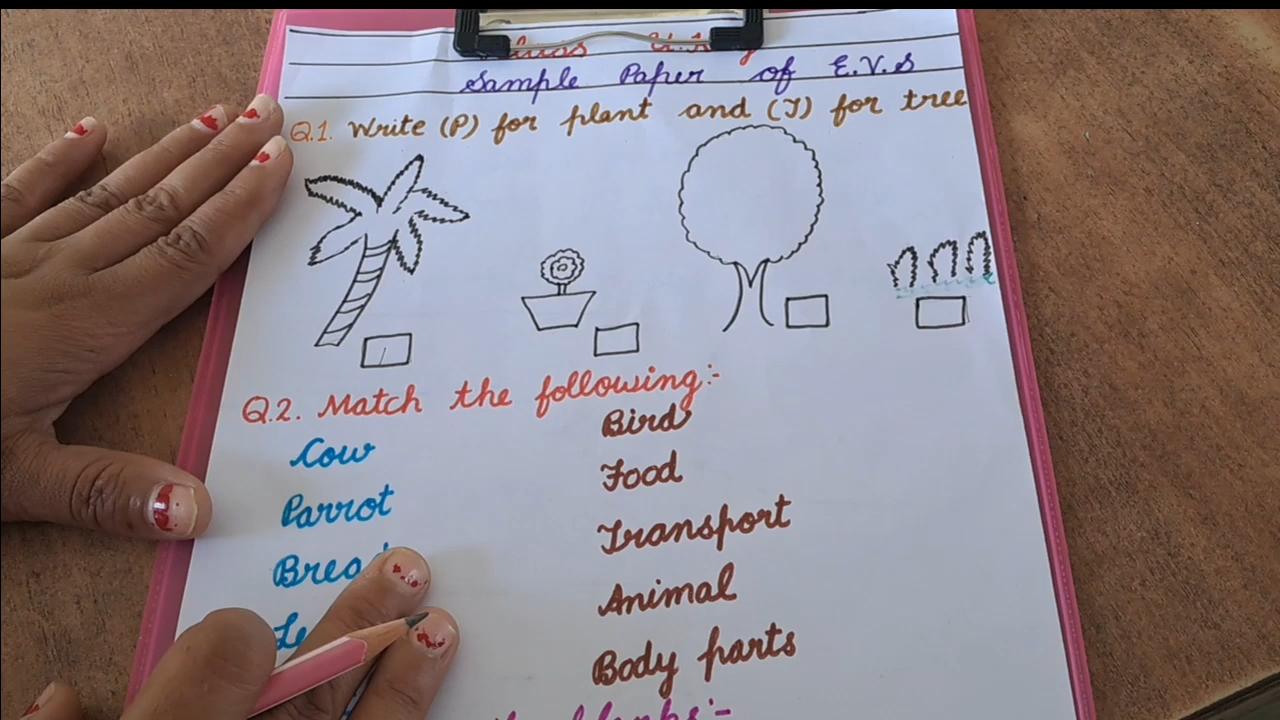 Sample Paper of E.V.S
Q.1. Write (P) for plant and (T) for tree
Q.2. Match the following:-
Cow Bird
Parrot Food
Transport
Animal
Body parts